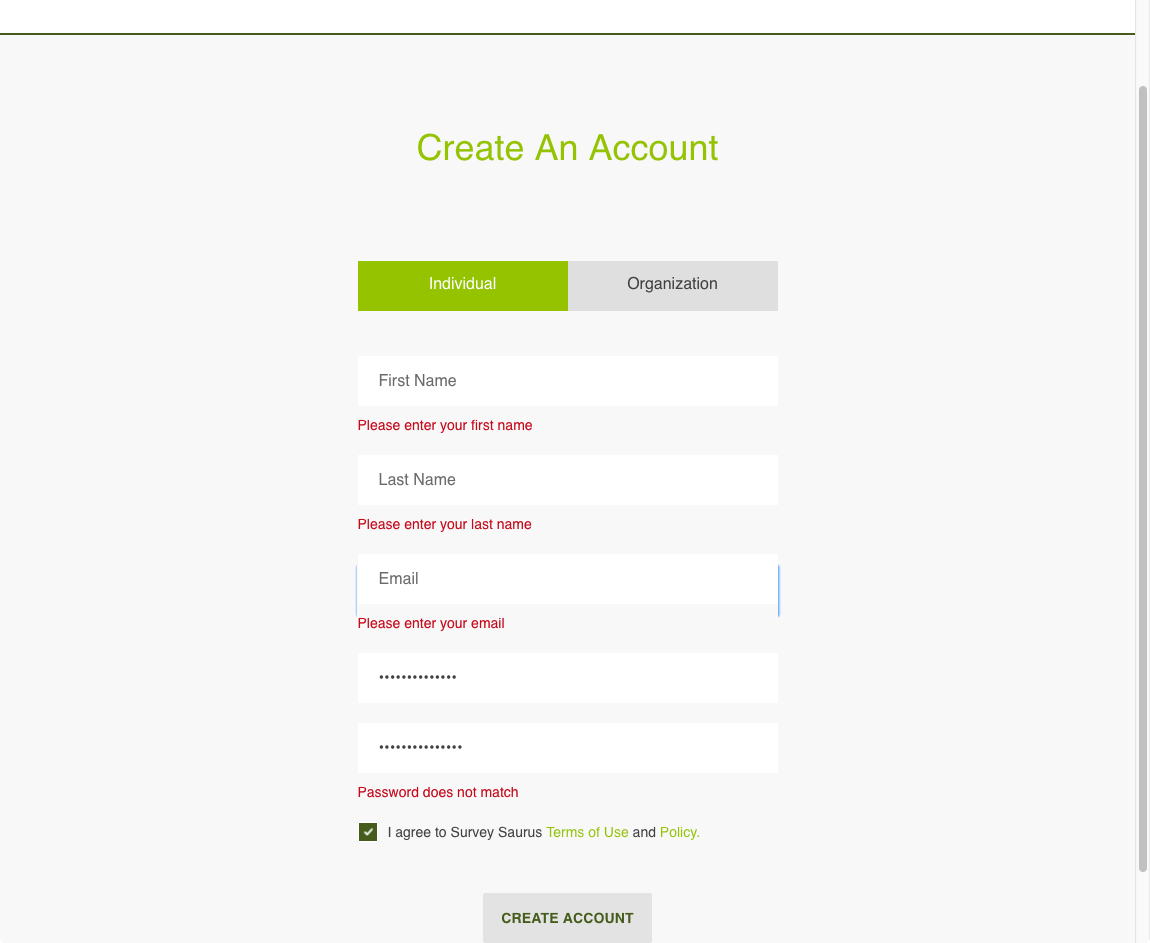 Create An Account
Individual
Organization
First Name
Please enter your first name
Last Name
Please enter your last name
Email
Please enter your email
••••••••••••••
•••••••••••••••
Password does not match
I agree to Survey Saurus Terms of Use and Policy.
CREATE ACCOUNT